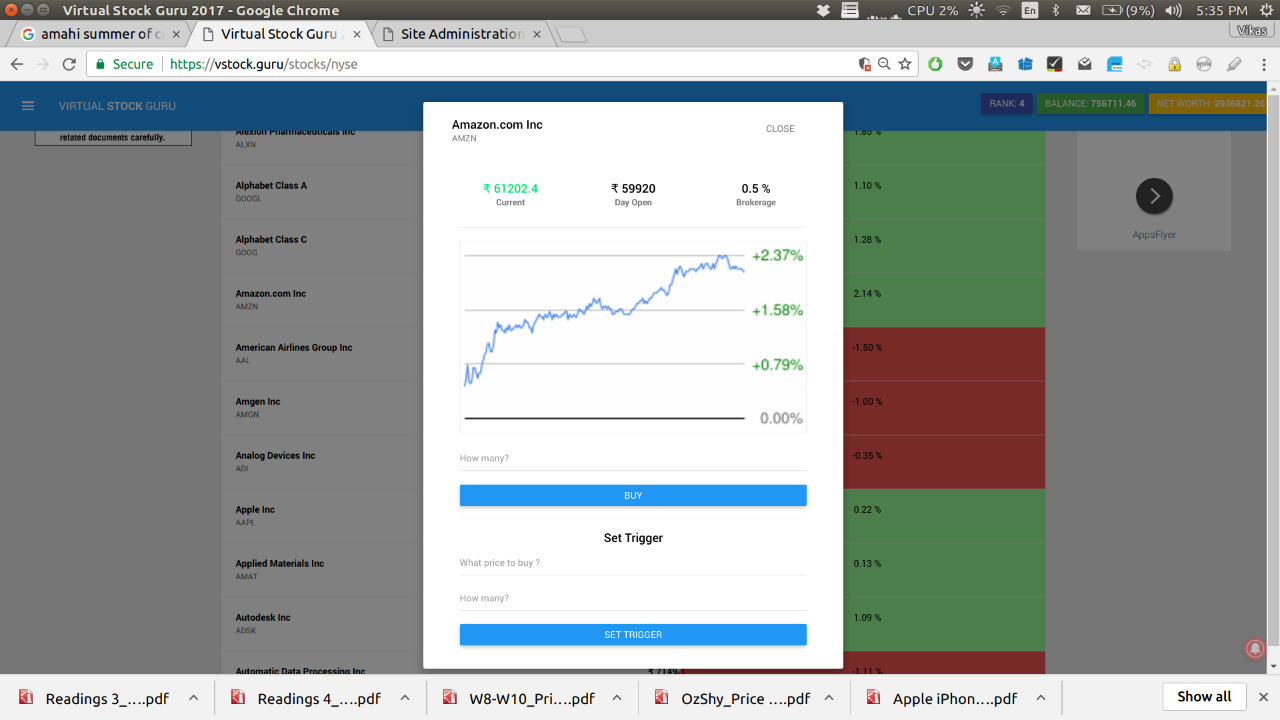 Virtual Stock Guru 2017 - Google Chrome
CPU 2%
En
(9%)
5:35 PM
amahi summer of c
Virtual Stock Guru
Site Administration
Vikas
Secure
https://vstock.guru/stocks/nyse
VIRTUAL STOCK GURU
RANK: 4
BALANCE: 756711.46
NET WORTH: 2036821.26
related documents carefully.
Alexion Pharmaceuticals Inc
ALXN
1.85 %
Alphabet Class A
GOOGL
1.10 %
Alphabet Class C
GOOG
1.28 %
Amazon.com Inc
AMZN
2.14 %
American Airlines Group Inc
AAL
-1.50 %
Amgen Inc
AMGN
-1.00 %
Analog Devices Inc
ADI
-0.35 %
Apple Inc
AAPL
0.22 %
Applied Materials Inc
AMAT
0.13 %
Autodesk Inc
ADSK
1.09 %
Automatic Data Processing Inc
₹ 7149.1
-1.11 %
AppsFlyer
Amazon.com Inc
AMZN
CLOSE
₹ 61202.4
Current
₹ 59920
Day Open
0.5 %
Brokerage
+2.37%
+1.58%
+0.79%
0.00%
How many?
BUY
Set Trigger
What price to buy ?
How many?
SET TRIGGER
Readings 3_....pdf
Readings 4_....pdf
W8-W10_Pri....pdf
OzShy_Price ....pdf
Apple iPhon....pdf
Show all